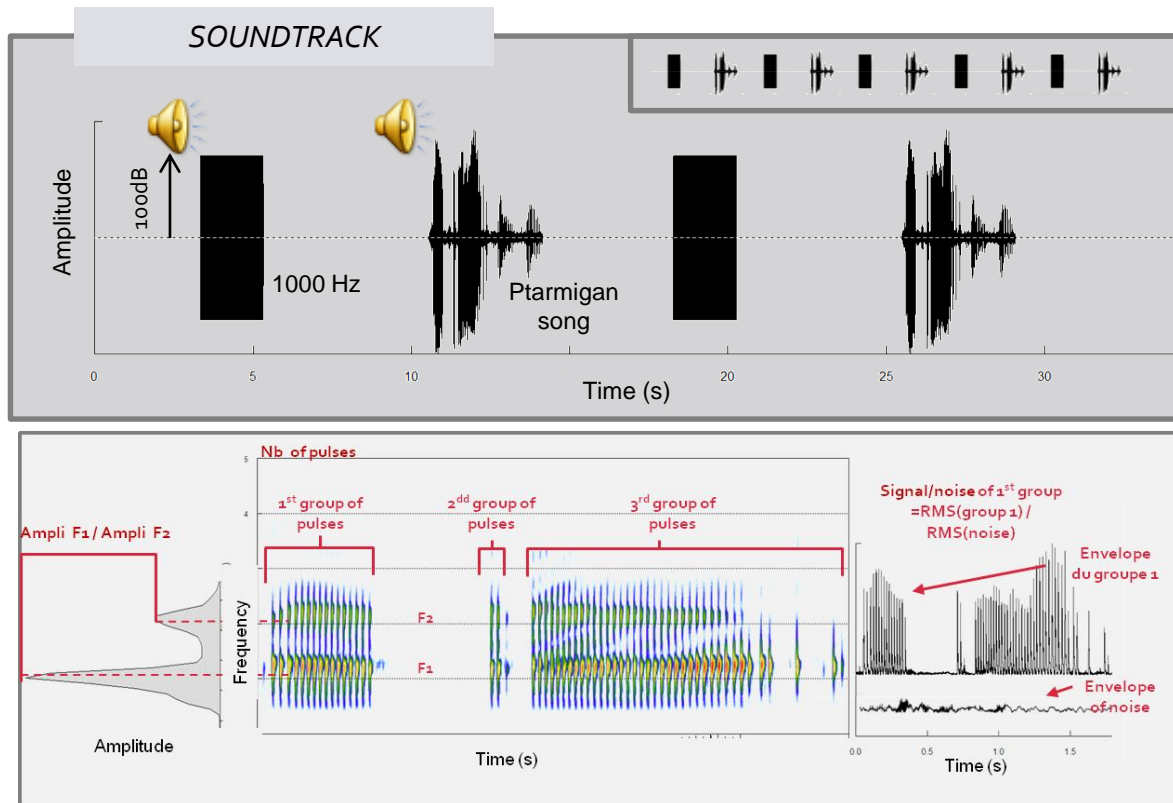 SOUNDTRACK
Amplitude
100dB
1000 Hz
Ptarmigan
song
0
5
10
20
25
30
Time (s)
Nb of pulses
1st group of
pulses
2dd group of
pulses
3rd group of
pulses
Ampli F1/Ampli F2
Signal/noise of 1st group
=RMS(group 1) /
RMS(noise)
Envelope
du groupe 1
5
4
)
Frequency
F2
F1
Envelope
of noise
Amplitude
Time (s)
0.0
0.5
1.0
1.5
Time (s)